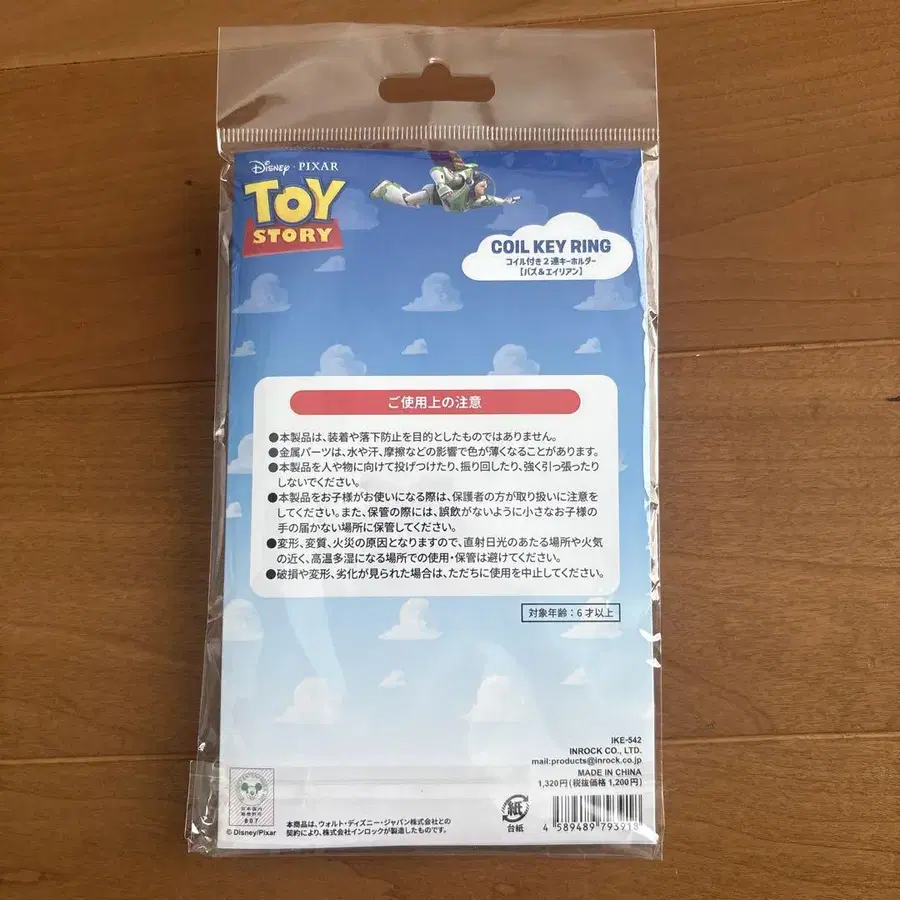 Disney · PIXAR
TOY
STORY
COIL KEY RING
コイル付き2連キーホルダー
【バズ&エイリアン】
ご使用上の注意
●本製品は、装着や落下防止を目的としたものではありません。
●金属パーツは、水や汗、摩擦などの影響で色が薄くなることがあります。
●本製品を人や物に向けて投げつけたり、振り回したり、強く引っ張ったり
しないでください。
●本製品をお子様がお使いになる際は、保護者の方が取り扱いに注意を
してください。また、保管の際には、誤飲がないように小さなお子様の
手の届かない場所に保管してください。
●変形、変質、火災の原因となりますので、直射日光のあたる場所や火気
の近く、高温多湿になる場所での使用・保管は避けてください。
●破損や変形、劣化が見られた場合は、ただちに使用を中止してください。
対象年齢：6才以上
IKE-542
INROCK CO., LTD.
mail:products@inrock.co.jp
MADE IN CHINA
1,320円(税抜価格 1,200円)
紙
台紙
4 589489 793918
© Disney/Pixar
本商品は、ウォルト・ディズニー・ジャパン株式会社との
契約により、株式会社インロックが製造したものです。